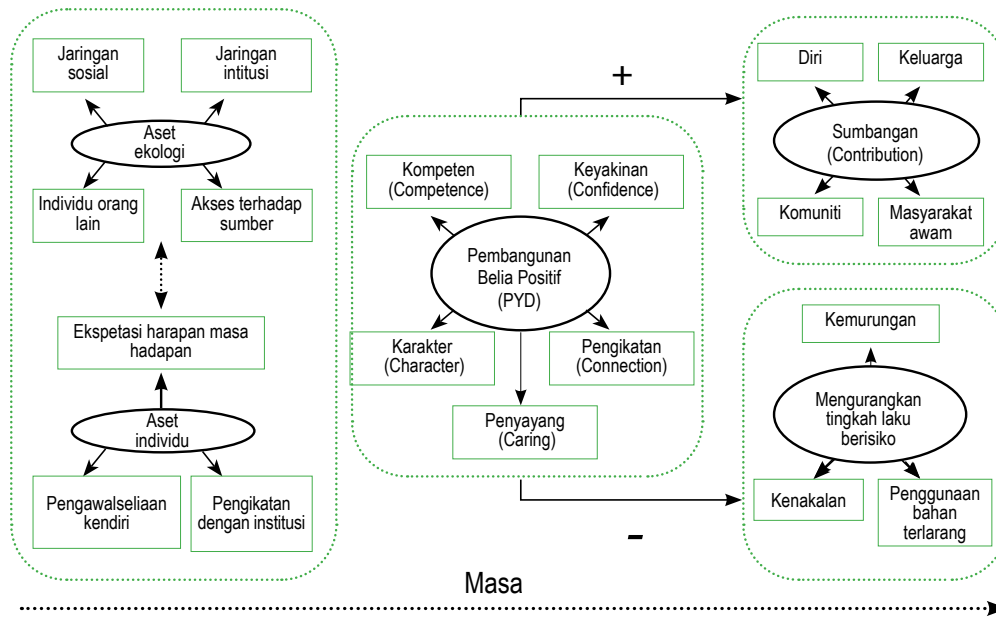 Jaringan
sosial
Jaringan
intitusi
Aset
ekologi
Individu orang
lain
Akses terhadap
sumber
Ekspetasi harapan masa
hadapan
Aset
individu
Pengawalseliaan
kendiri
Pengikatan
dengan institusi
Kompeten
(Competence)
Keyakinan
(Confidence)
Pembangunan
Belia Positif
(PYD)
Karakter
(Character)
Pengikatan
(Connection)
Penyayang
(Caring)
+
-
Diri
Keluarga
Sumbangan
(Contribution)
Komuniti
Masyarakat
awam
Kemurungan
Mengurangkan
tingkah laku
berisiko
Kenakalan
Penggunaan
bahan
terlarang
Masa